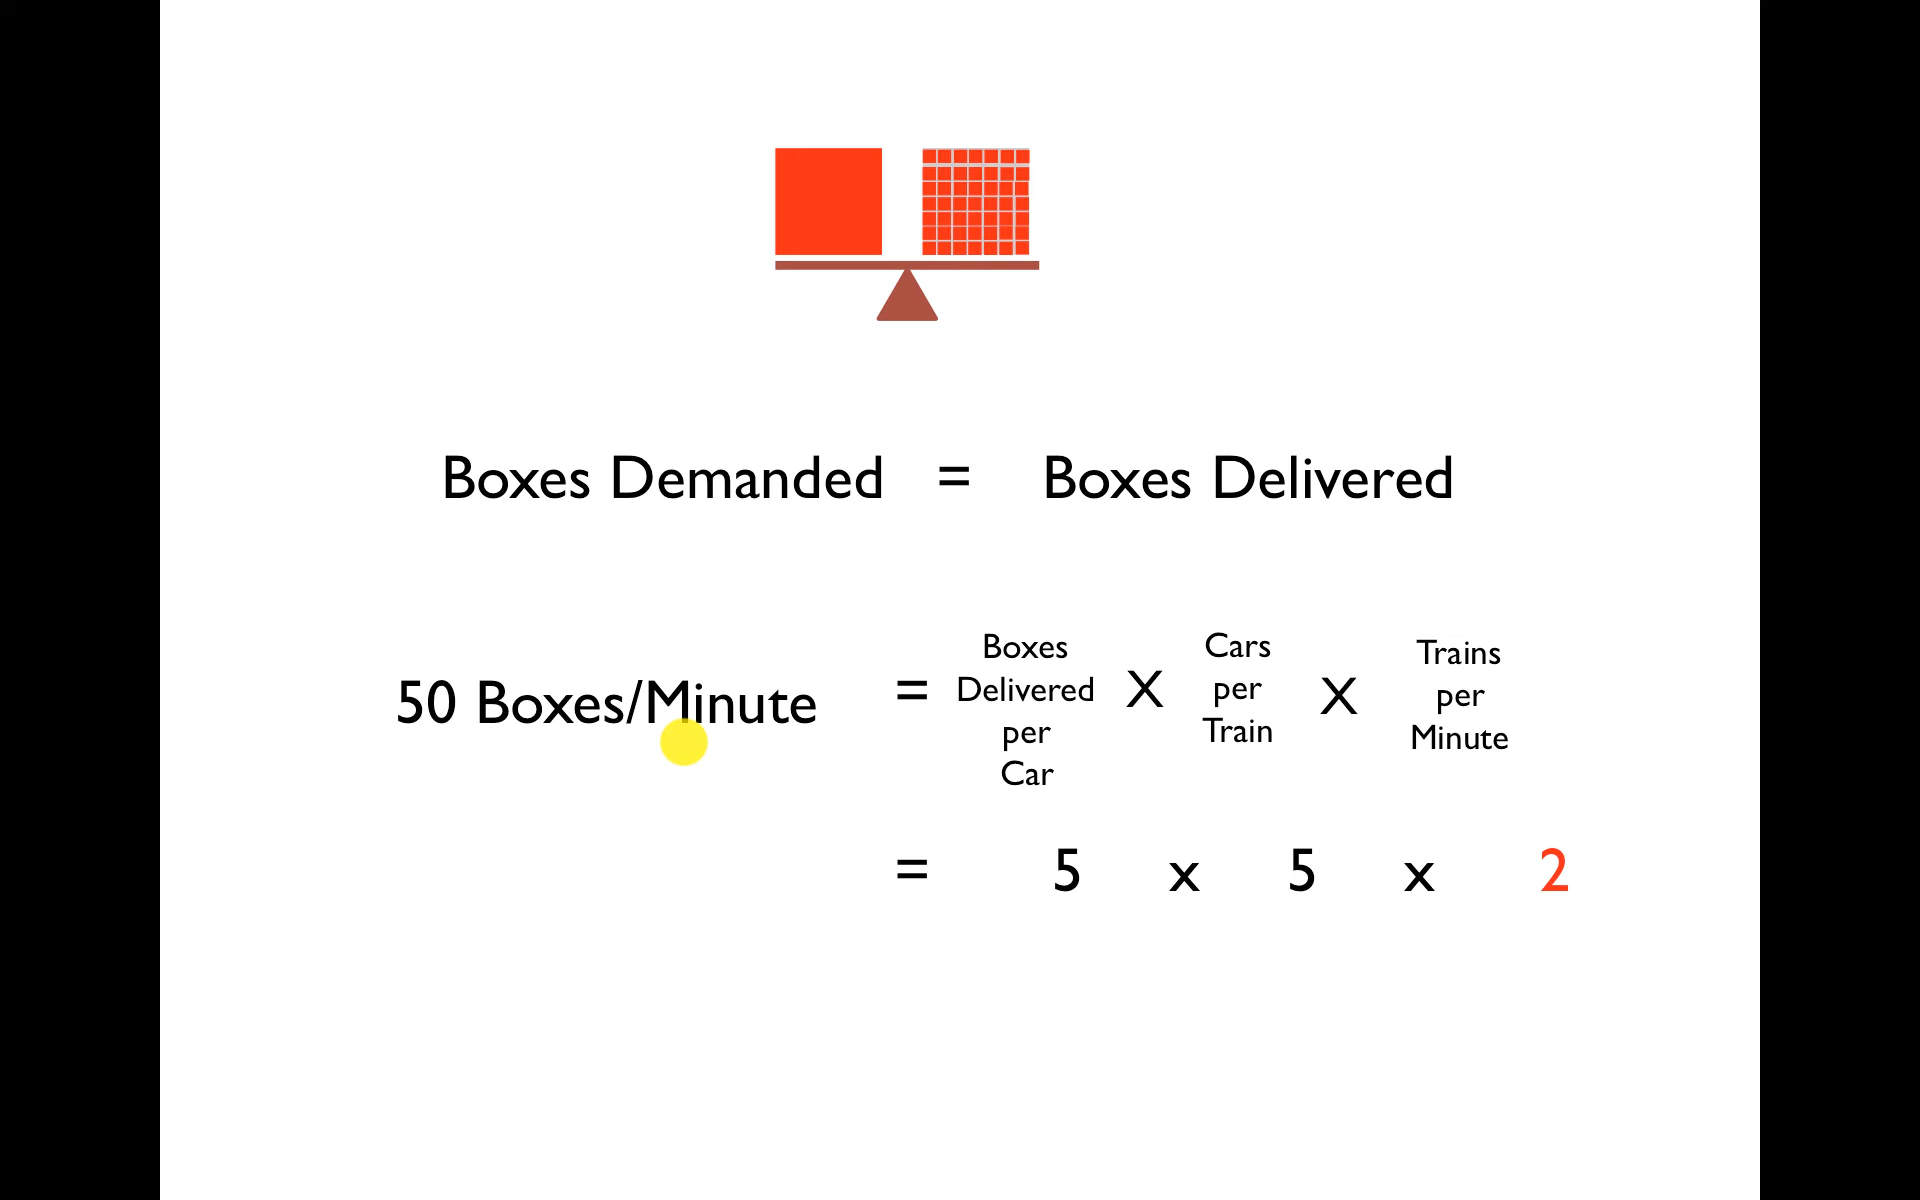 Boxes Demanded = Boxes Delivered
50 Boxes/Minute = Boxes Delivered per Car X Cars per Train X Trains per Minute
= 5 x 5 x 2